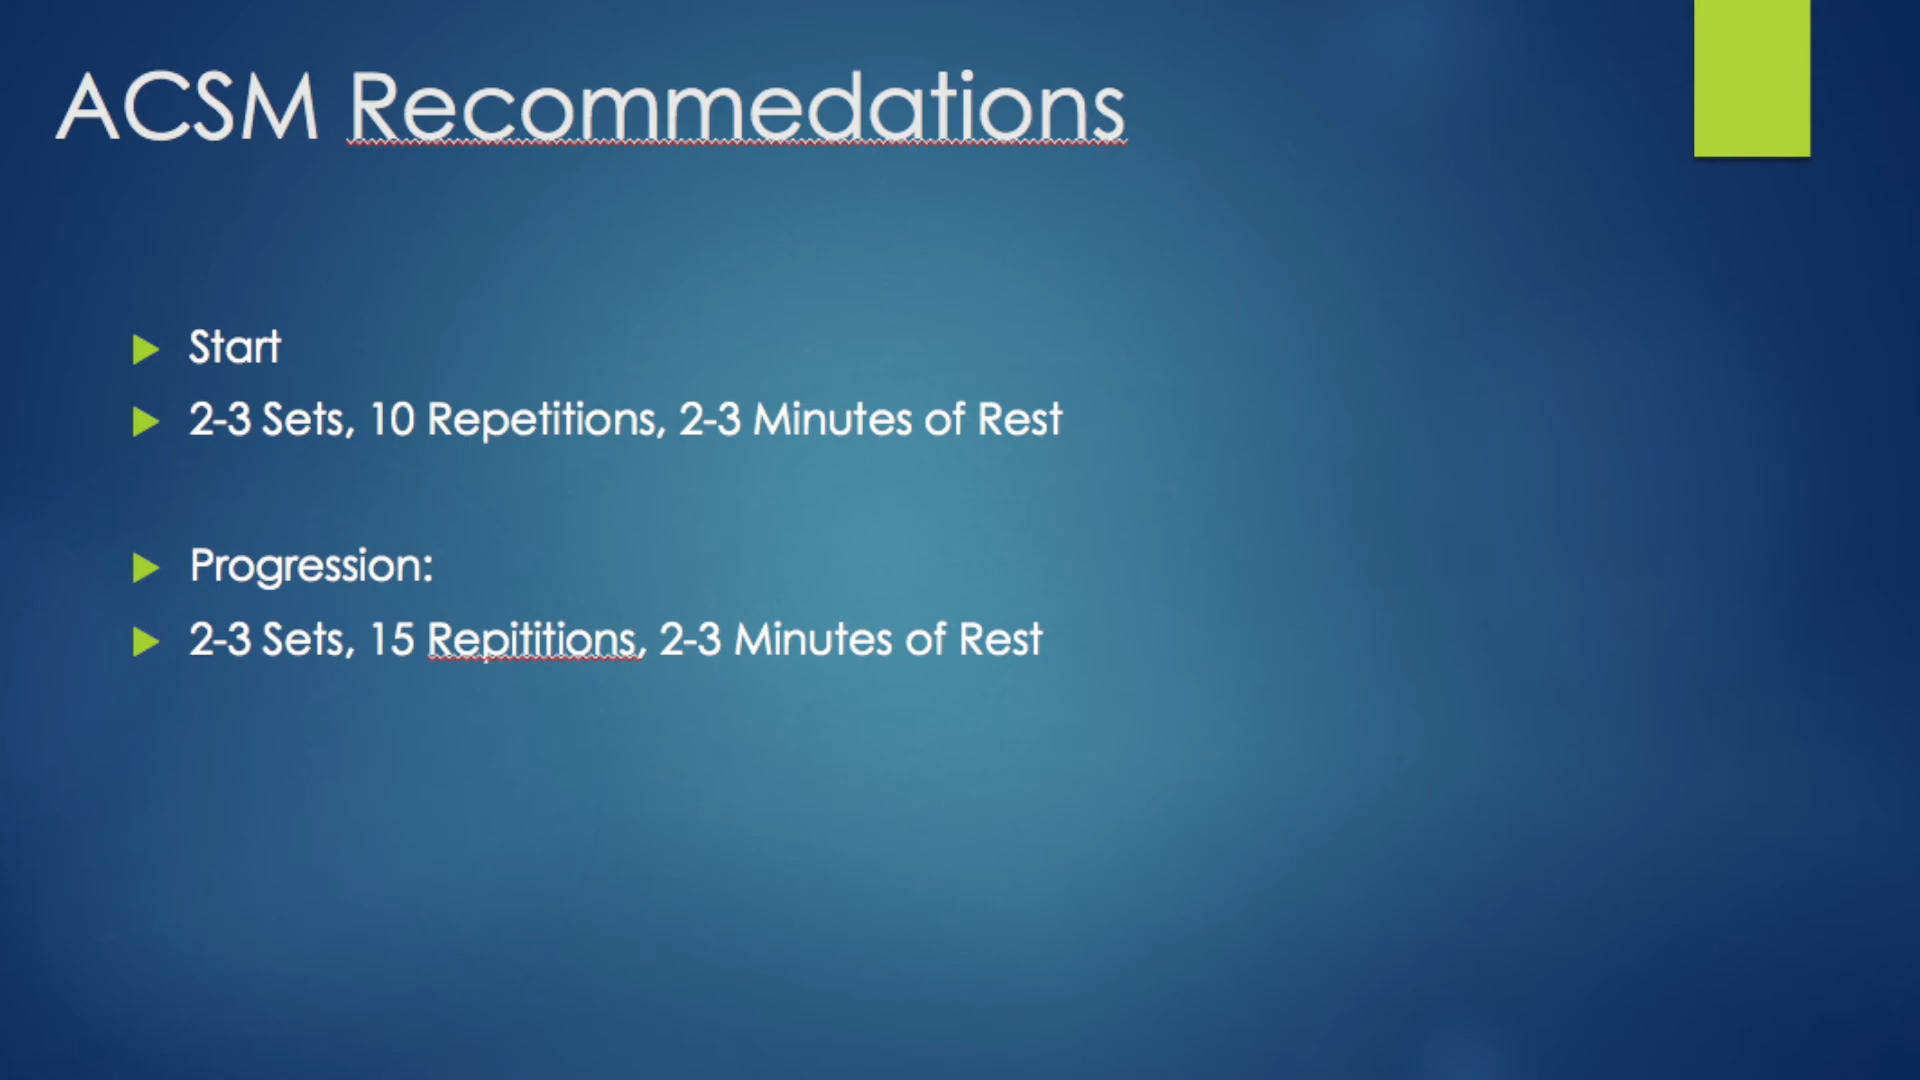 ACSM Recommedations
Start
2-3 Sets, 10 Repetitions, 2-3 Minutes of Rest
Progression:
2-3 Sets, 15 Repititions, 2-3 Minutes of Rest